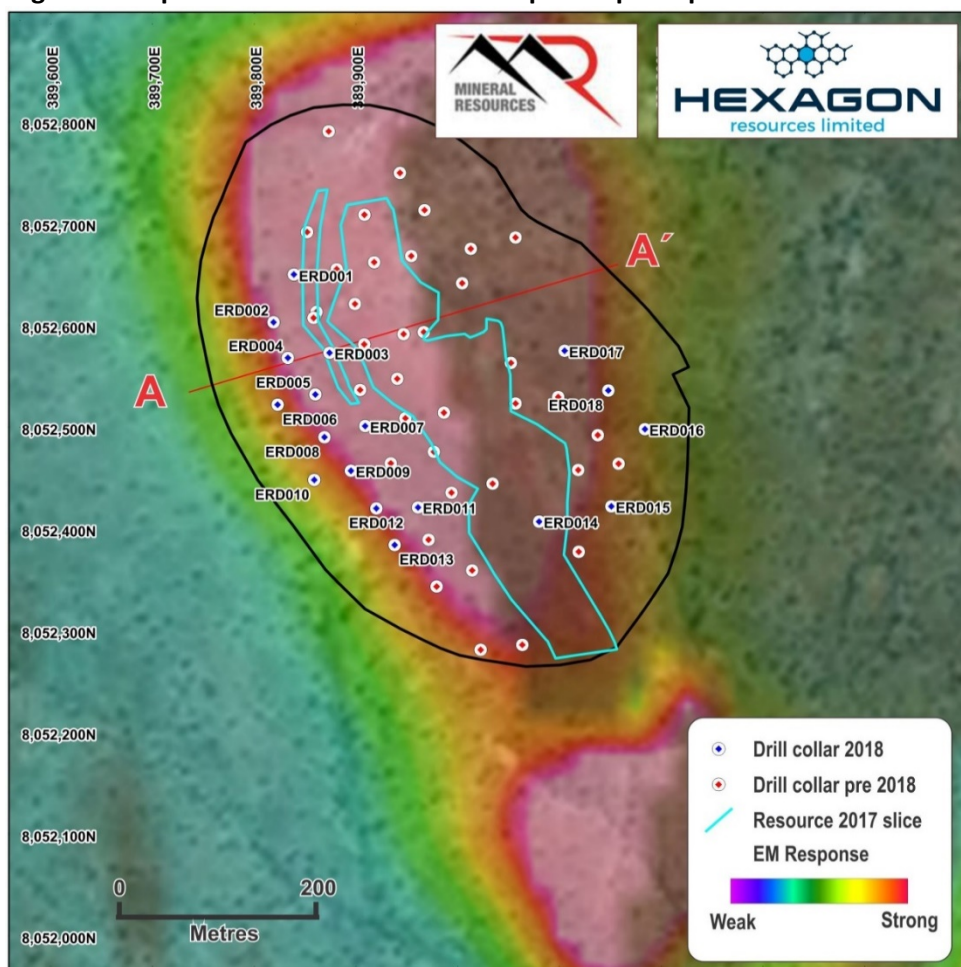 389,600E
389,700E
389,800E
389,900E
MINERAL
RESOURCES
HEXAGON
resources limited
8,052,800N
8,052,700N
8,052,600N
8,052,500N
8,052,400N
8,052,300N
8,052,200N
8,052,100N
8,052,000N
A
A´
ERD001
ERD002
ERD003
ERD004
ERD005
ERD006
ERD007
ERD008
ERD009
ERD010
ERD011
ERD012
ERD013
ERD014
ERD015
ERD016
ERD017
ERD018
0 200
Metres
Drill collar 2018
Drill collar pre 2018
Resource 2017 slice
EM Response
Weak Strong